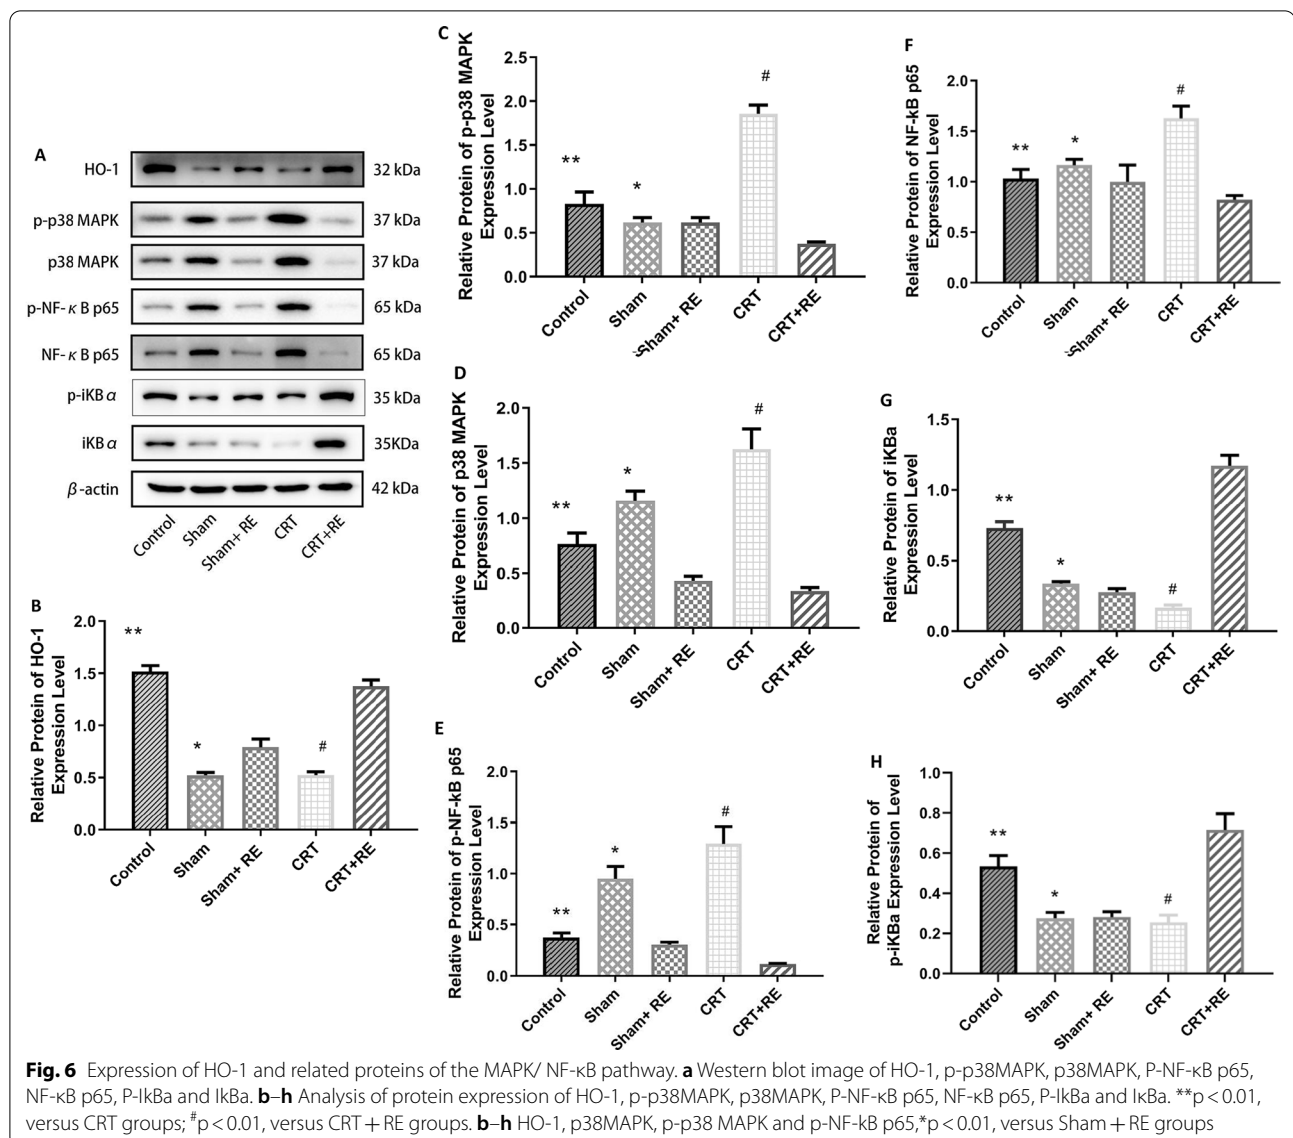 A
HO-1 32 kDa
p-p38 MAPK 37 kDa
p38 MAPK 37 kDa
p-NF-κB p65 65 kDa
NF-κB p65 65 kDa
p-iKBα 35 kDa
iKBα 35KDa
β-actin 42 kDa
Control Sham Sham+ RE CRT CRT+RE
B
Relative Protein of HO-1
Expression Level
2.0
1.5
1.0
0.5
0.0
** * #
Control Sham Sham+ RE CRT CRT+RE
C
Relative Protein of p-p38 MAPK
Expression Level
2.5
2.0
1.5
1.0
0.5
0.0
** * #
Control Sham Sham+ RE CRT CRT+RE
D
Relative Protein of p38 MAPK
Expression Level
2.0
1.5
1.0
0.5
0.0
** * #
Control Sham Sham+ RE CRT CRT+RE
E
Relative Protein of p-NF-kB p65
Expression Level
2.0
1.5
1.0
0.5
0.0
** * #
Control Sham Sham+ RE CRT CRT+RE
F
Relative Protein of NF-kB p65
Expression Level
2.0
1.5
1.0
0.5
0.0
** * #
Control Sham Sham+ RE CRT CRT+RE
G
Relative Protein of iKBa
Expression Level
1.5
1.0
0.5
0.0
** * #
Control Sham Sham+ RE CRT CRT+RE
H
Relative Protein of
p-iKBa Expression Level
1.0
0.8
0.6
0.4
0.2
0.0
** * #
Control Sham Sham+ RE CRT CRT+RE
Fig. 6 Expression of HO-1 and related proteins of the MAPK/ NF-κB pathway. a Western blot image of HO-1, p-p38MAPK, p38MAPK, P-NF-κB p65,
NF-κB p65, P-IkBa and IkBa. b–h Analysis of protein expression of HO-1, p-p38MAPK, p38MAPK, P-NF-κB p65, NF-κB p65, P-IkBa and IκBa. **p < 0.01,
versus CRT groups; #p < 0.01, versus CRT + RE groups. b–h HO-1, p38MAPK, p-p38 MAPK and p-NF-kB p65,*p < 0.01, versus Sham + RE groups